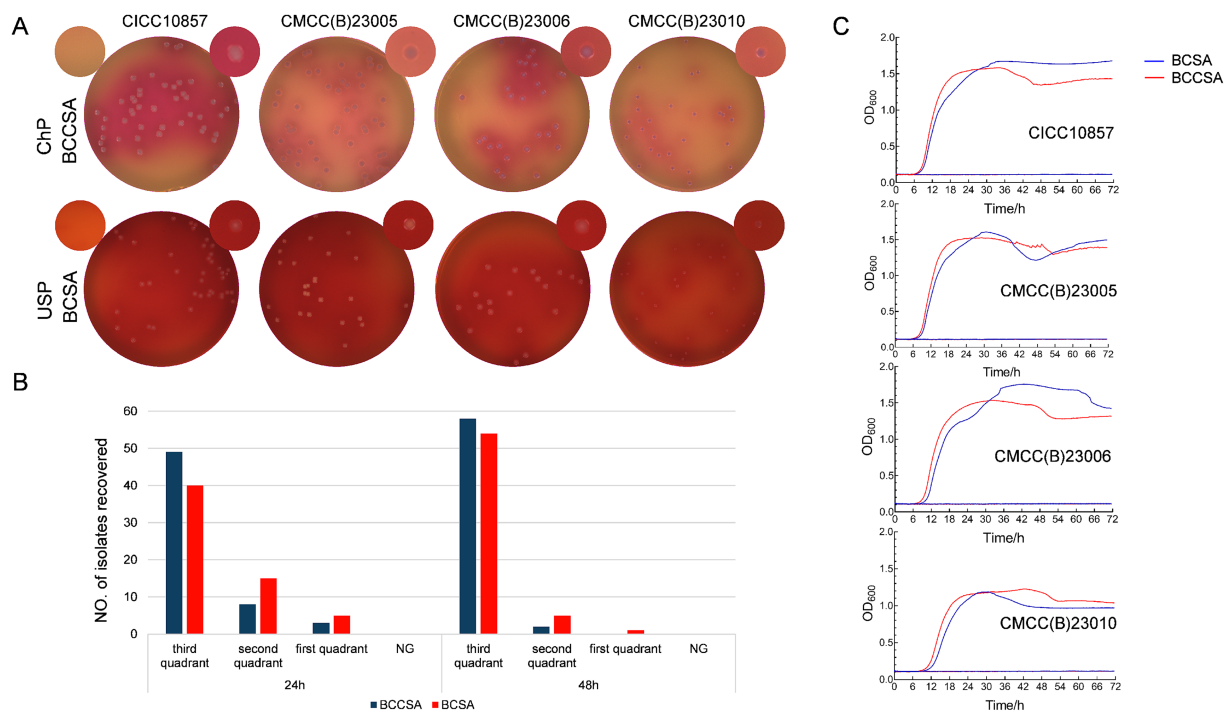 A
CICC10857
CMCC(B)23005
CMCC(B)23006
CMCC(B)23010
ChP
BCCSA
USP
BCSA
B
NO. of isolates recovered
60
50
40
30
20
10
0
third
quadrant
second
quadrant
first quadrant
NG
third
quadrant
second
quadrant
first quadrant
NG
24h
48h
BCCSA
BCSA
C
BCSA
BCCSA
OD600
2.0
1.5
1.0
0.5
0.0
CICC10857
0 6 12 18 24 30 36 42 48 54 60 66 72
Time/h
OD600
2.0
1.5
1.0
0.5
0.0
CMCC(B)23005
0 6 12 18 24 30 36 42 48 54 60 66 72
Time/h
OD600
2.0
1.5
1.0
0.5
0.0
CMCC(B)23006
0 6 12 18 24 30 36 42 48 54 60 66 72
Time/h
OD600
2.0
1.5
1.0
0.5
0.0
CMCC(B)23010
0 6 12 18 24 30 36 42 48 54 60 66 72
Time/h